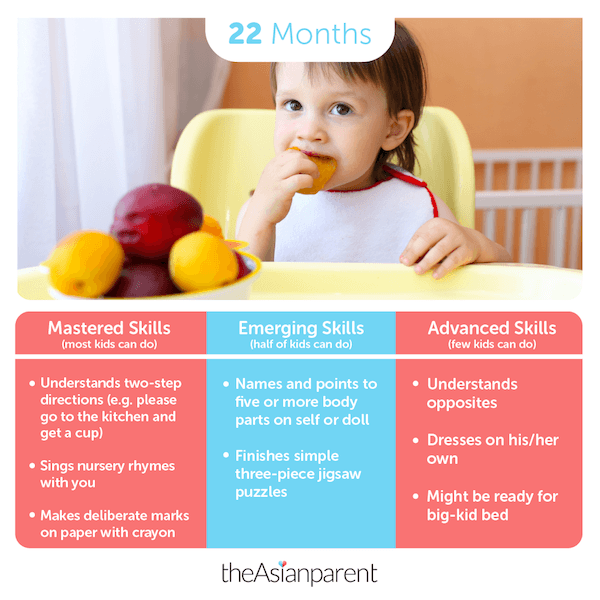 22 Months
Mastered Skills
(most kids can do)
• Understands two-step
directions (e.g. please
go to the kitchen and
get a cup)
• Sings nursery rhymes
with you
• Makes deliberate marks
on paper with crayon
Emerging Skills
(half of kids can do)
• Names and points to
five or more body
parts on self or doll
• Finishes simple
three-piece jigsaw
puzzles
Advanced Skills
(few kids can do)
• Understands
opposites
• Dresses on his/her
own
• Might be ready for
big-kid bed
theAsianparent